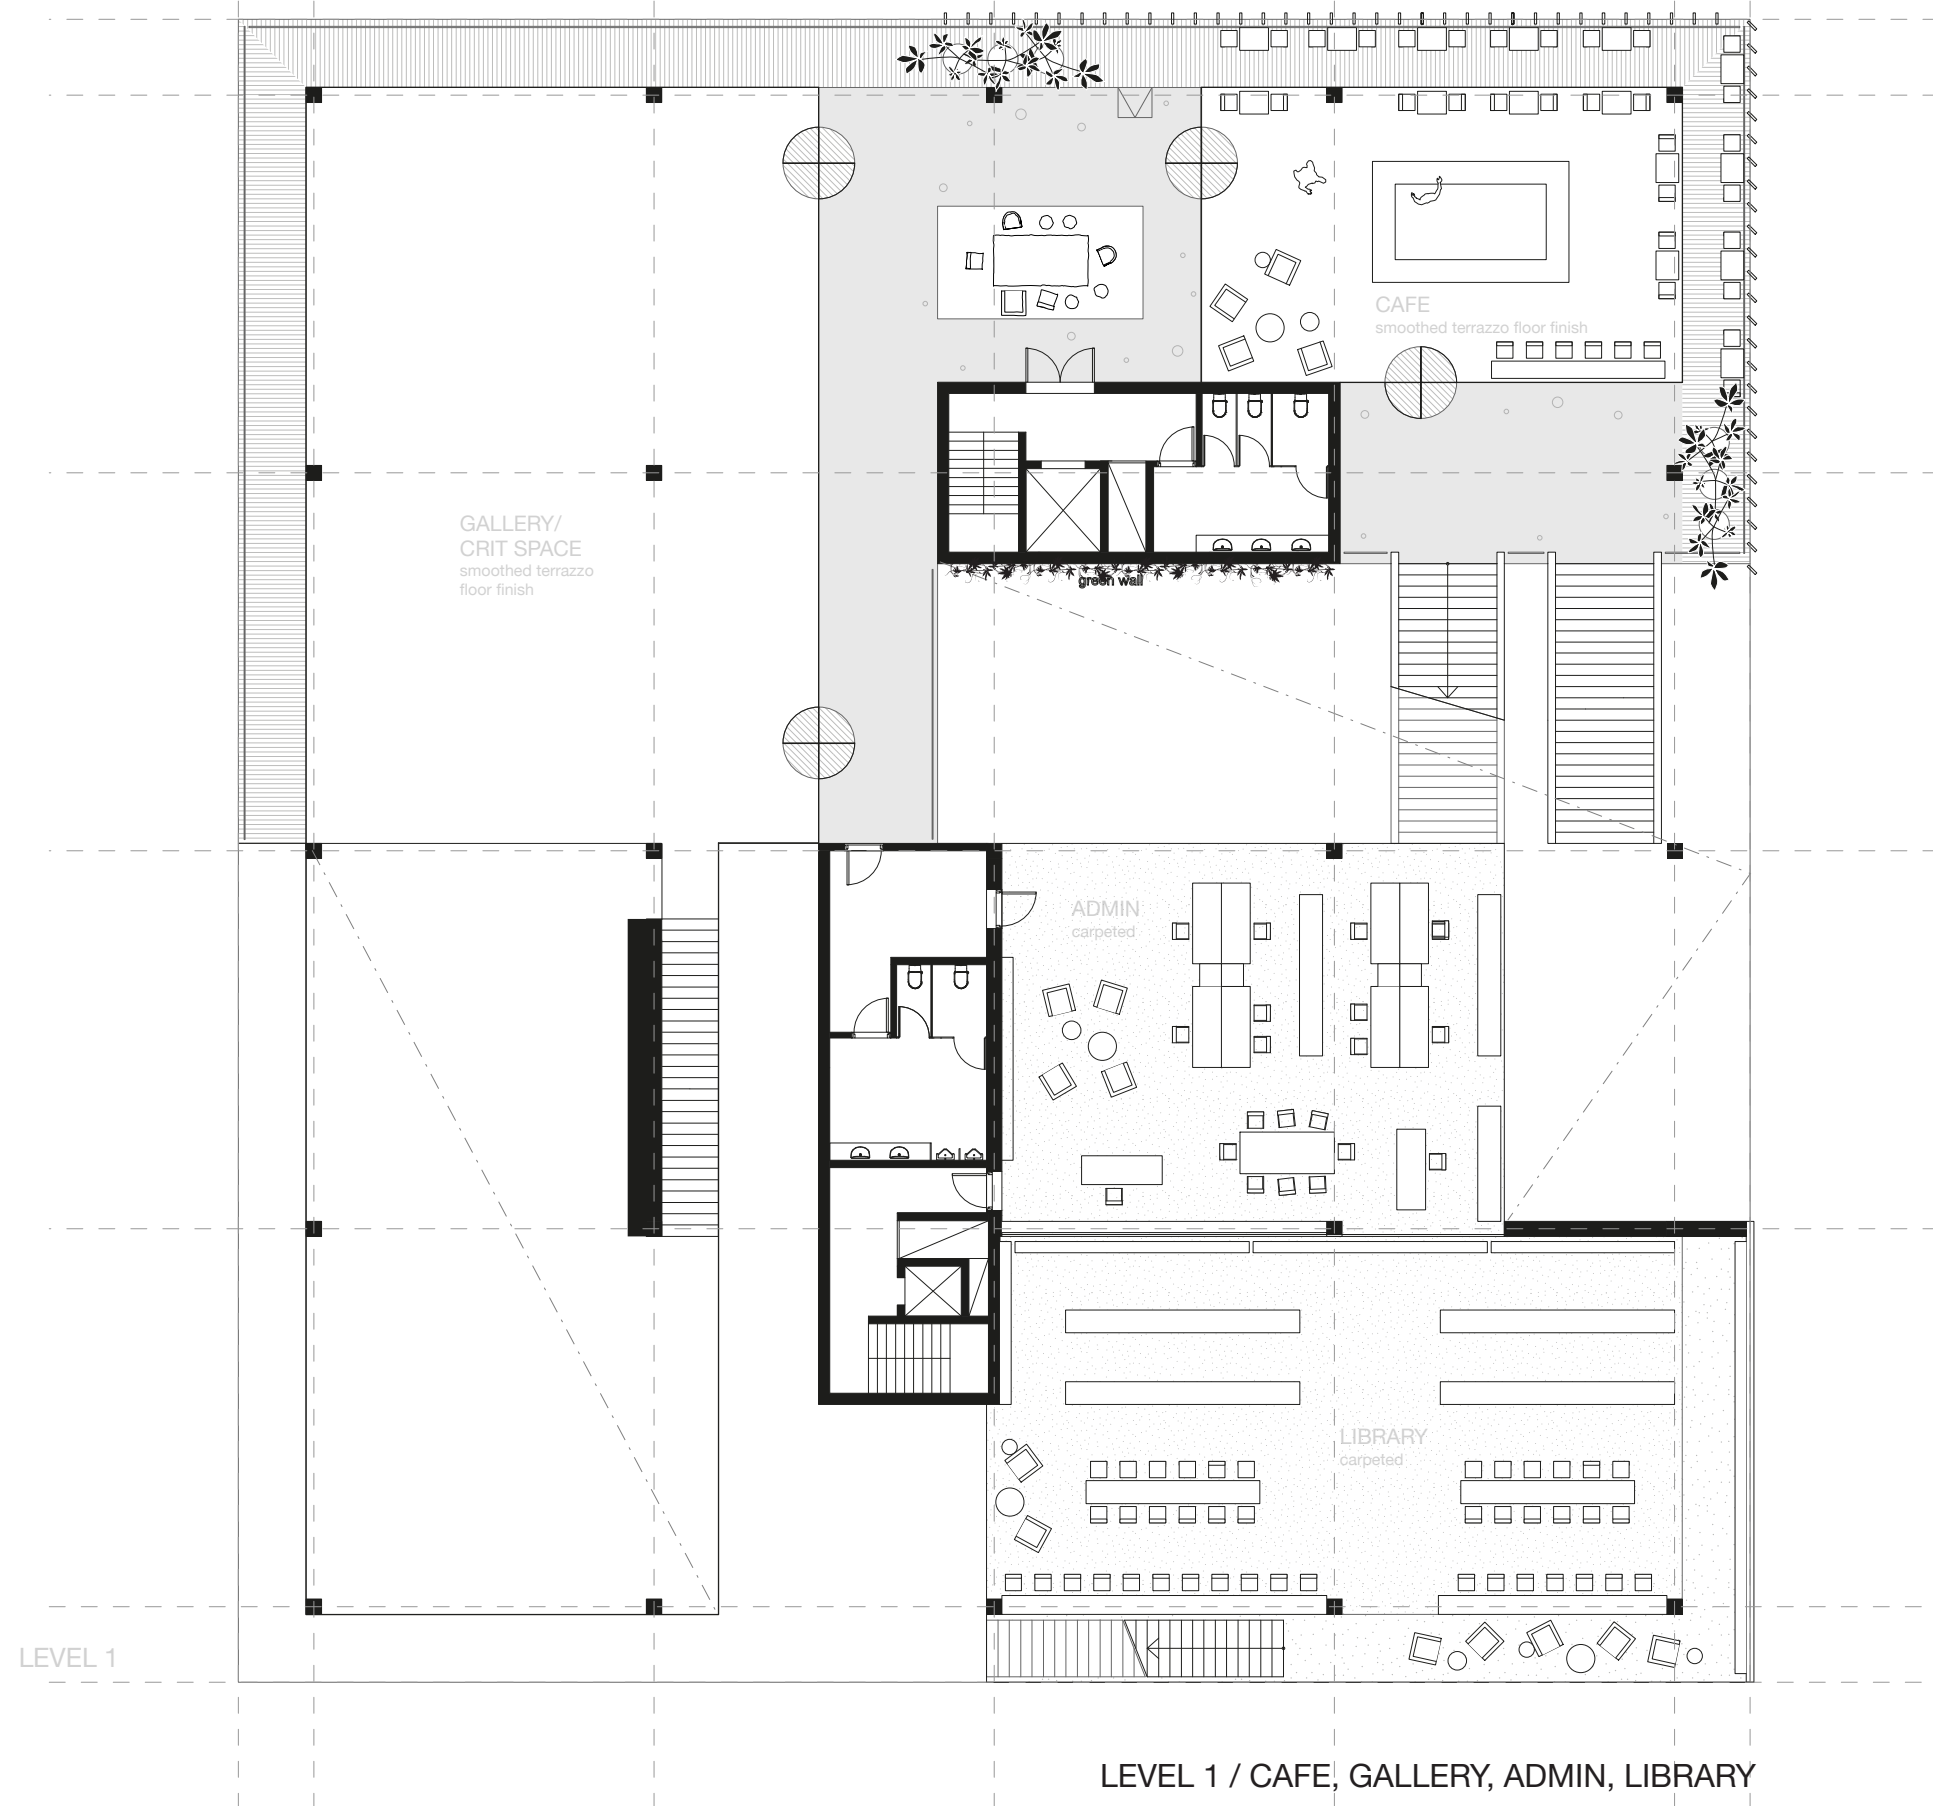 CAFE
smoothed terrazzo floor finish
GALLERY/
CRIT SPACE
smoothed terrazzo
floor finish
green wall
ADMIN
carpeted
LIBRARY
carpeted
LEVEL 1
LEVEL 1 / CAFE, GALLERY, ADMIN, LIBRARY